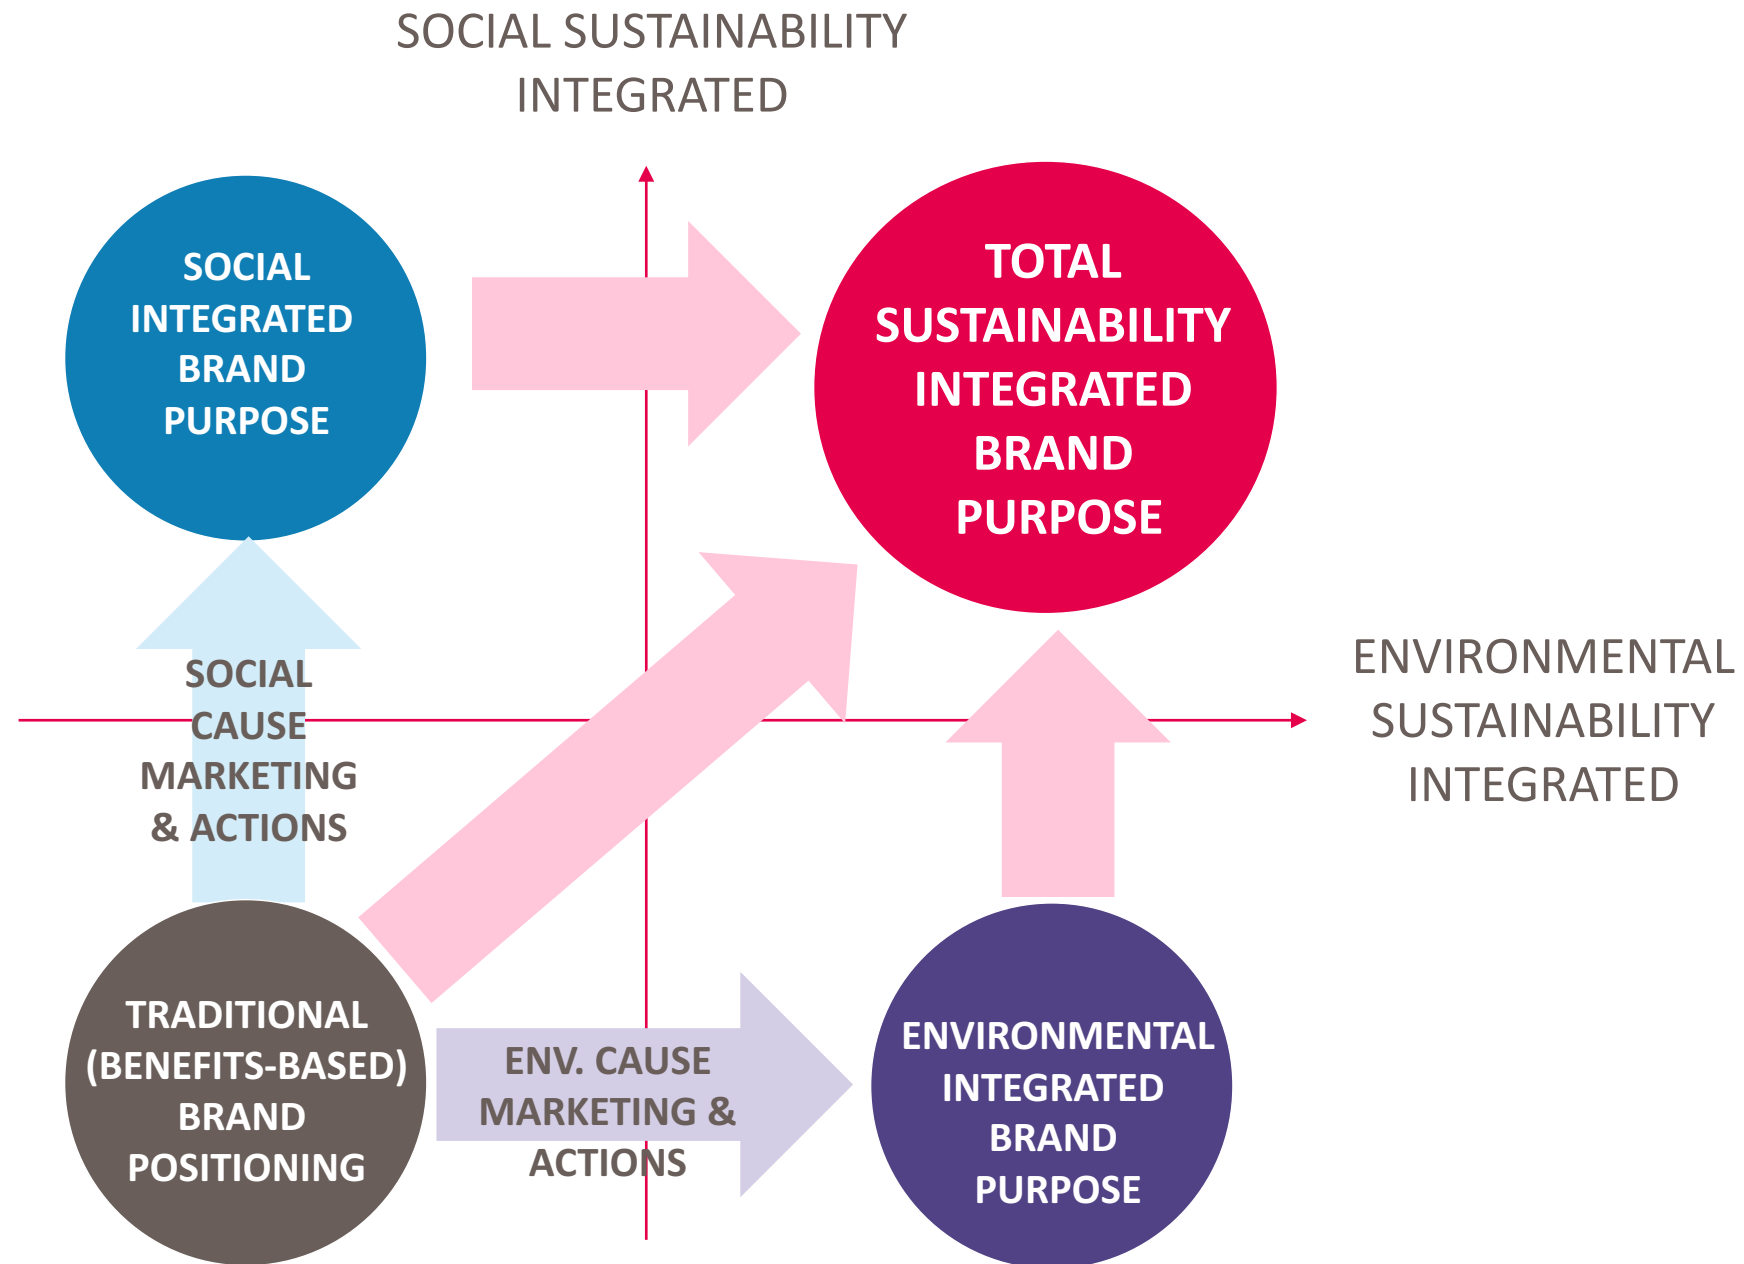 SOCIAL SUSTAINABILITY
INTEGRATED
SOCIAL
INTEGRATED
BRAND
PURPOSE
TOTAL
SUSTAINABILITY
INTEGRATED
BRAND
PURPOSE
SOCIAL
CAUSE
MARKETING
& ACTIONS
ENVIRONMENTAL
SUSTAINABILITY
INTEGRATED
TRADITIONAL
(BENEFITS-BASED)
BRAND
POSITIONING
ENV. CAUSE
MARKETING &
ACTIONS
ENVIRONMENTAL
INTEGRATED
BRAND
PURPOSE